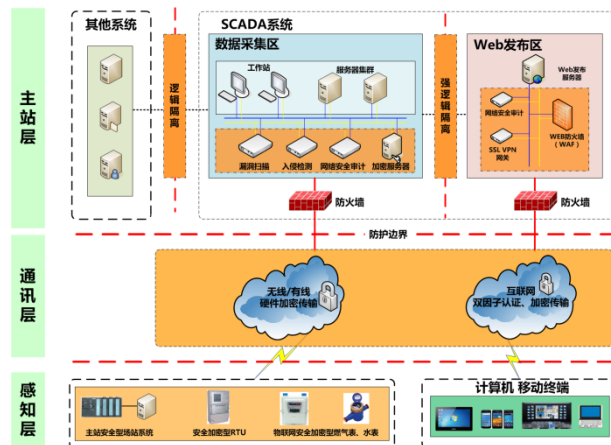 其他系统
SCADA系统
数据采集区
Web发布区
工作站
服务器集群
Web发布
服务器
主站层
逻辑隔离
强逻辑隔离
网络安全审计
WEB防火墙
(WAF)
SSL VPN
网关
漏洞扫描
入侵检测
网络安全审计
加密服务器
防火墙
防火墙
防护边界
通讯层
无线/有线
硬件加密传输
互联网
双因子认证、加密传输
感知层
计算机 移动终端
主站安全型场站系统
安全加密型RTU
物联网安全加密型燃气表、水表